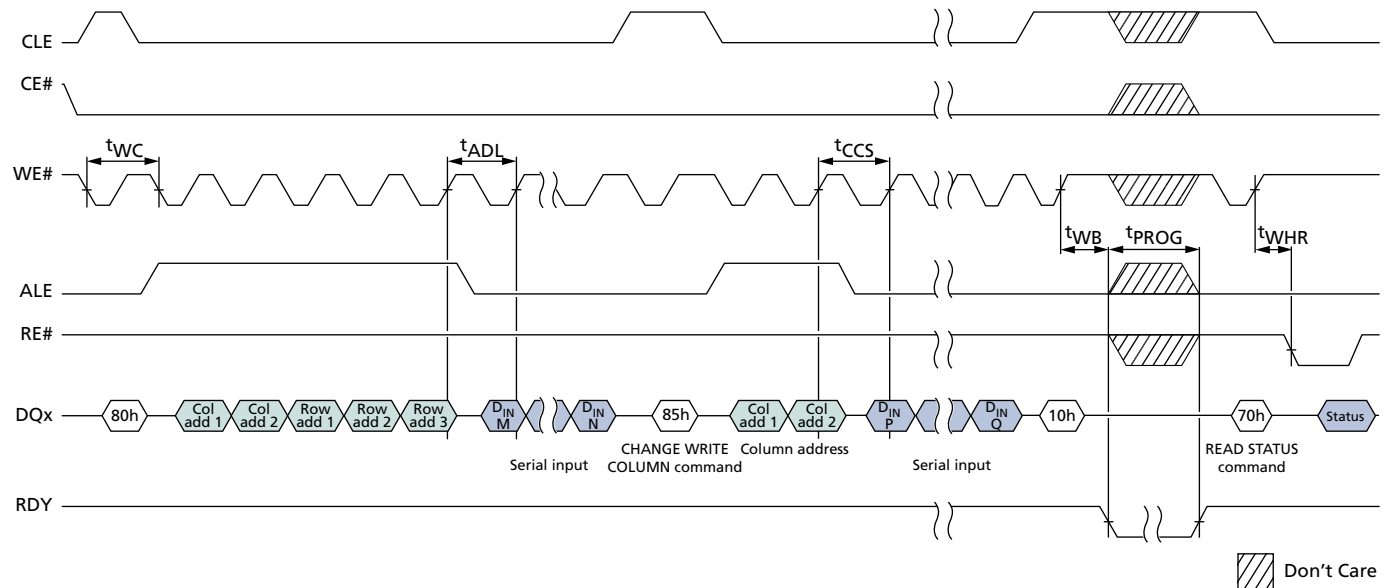 CLE
CE#
tWC
tADL
tCCS
WE#
tWB
tPROG
tWHR
ALE
RE#
DQx
80h
Col add 1
Col add 2
Row add 1
Row add 2
Row add 3
DIN M
DIN N
85h
Col add 1
Col add 2
DIN P
DIN Q
10h
70h
Status
Serial input
CHANGE WRITE
COLUMN command
Column address
Serial input
READ STATUS
command
RDY
Don't Care